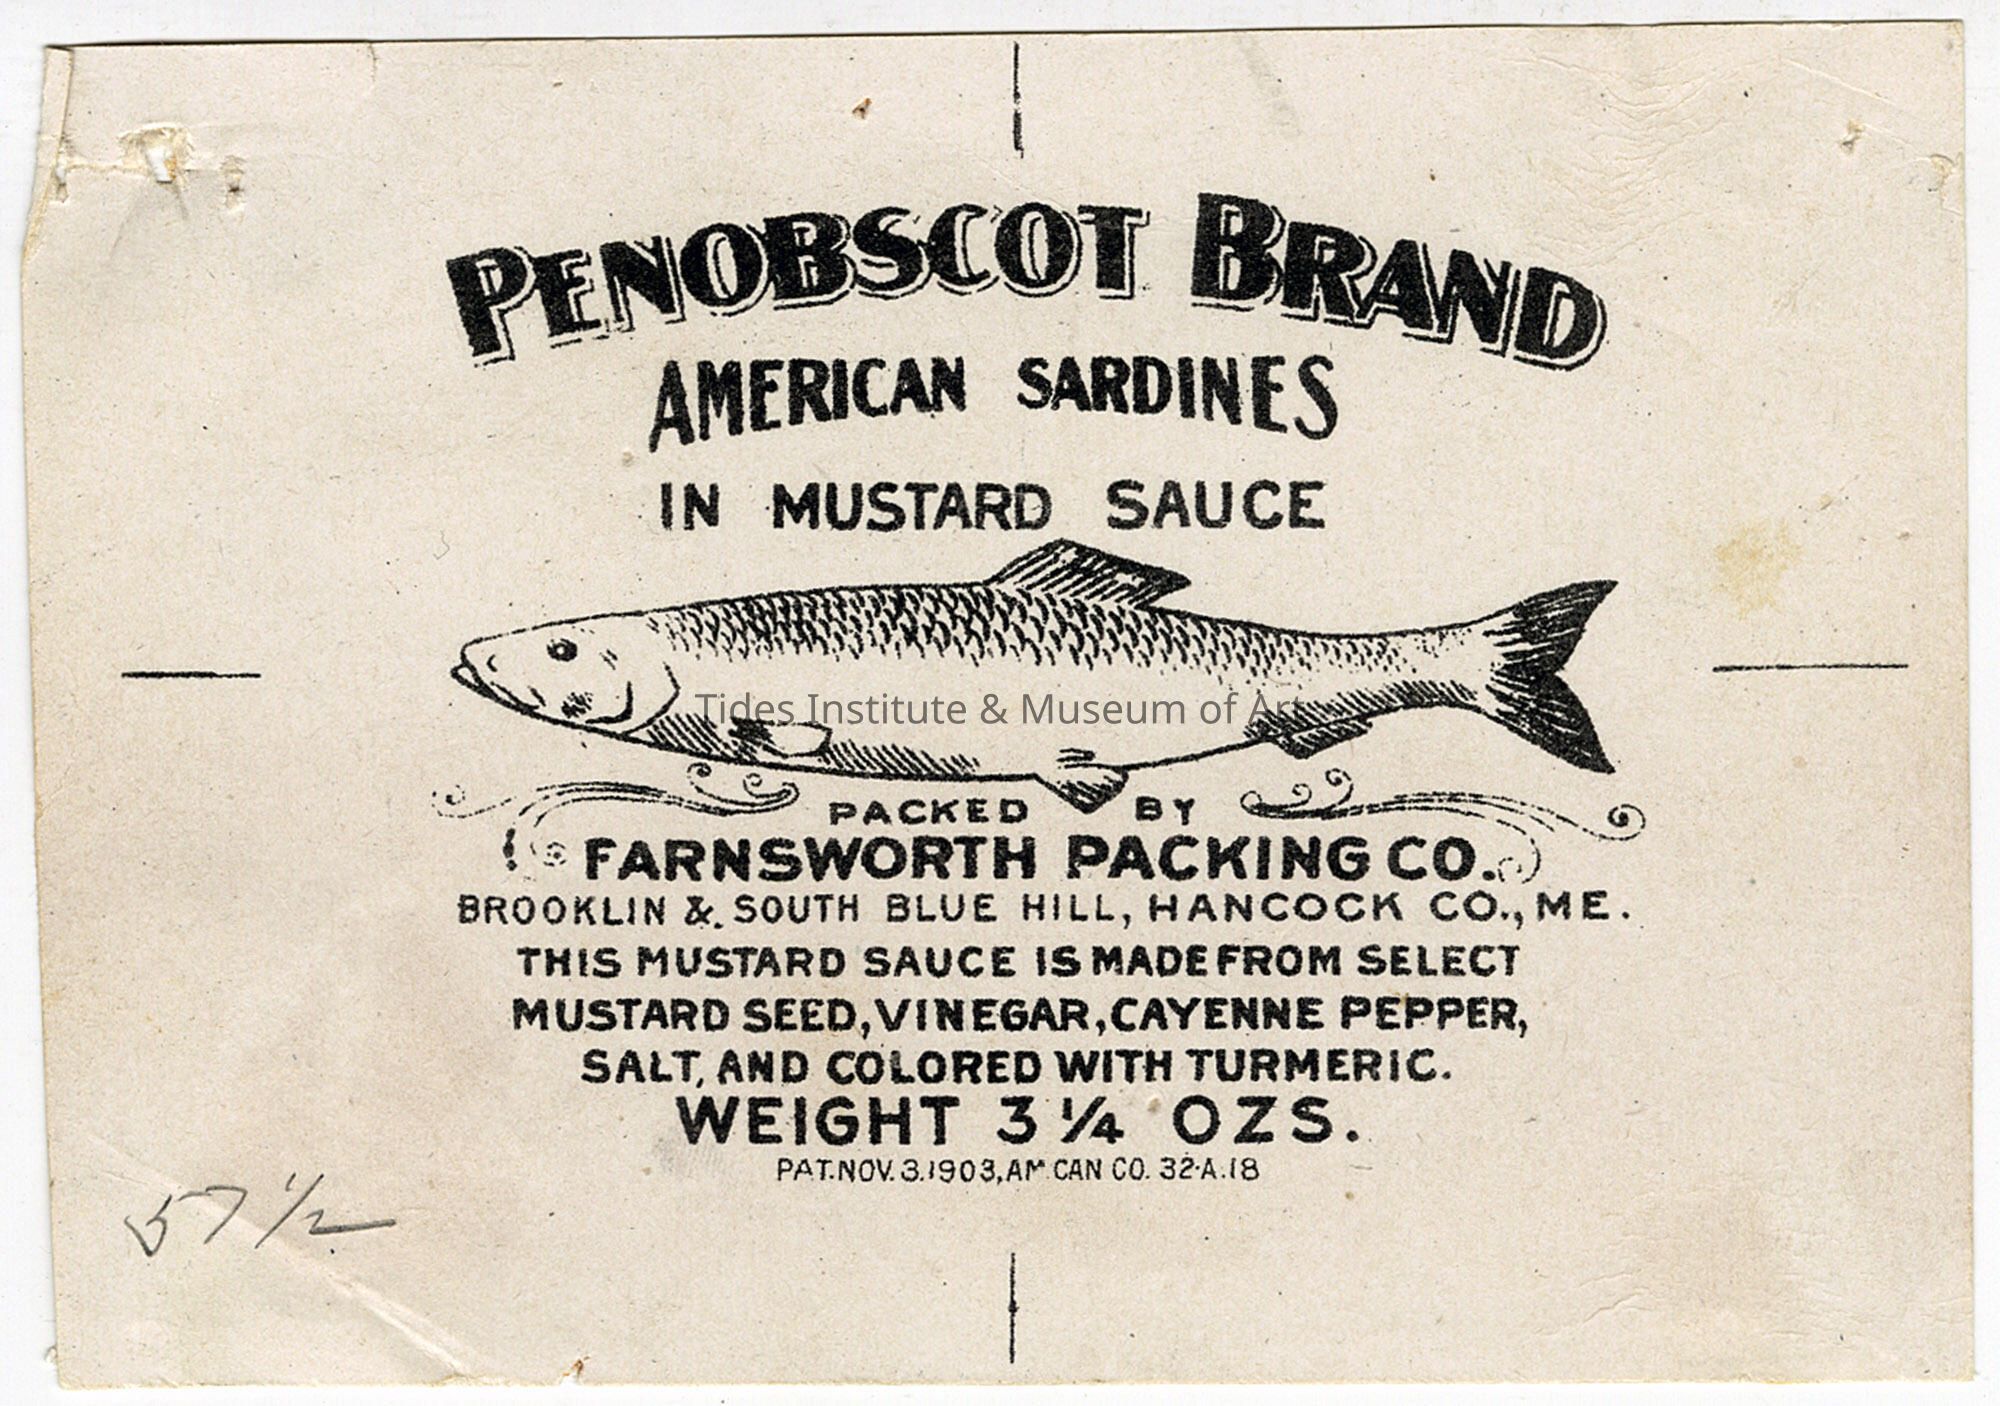 PENOBSCOT BRAND
AMERICAN SARDINES
IN MUSTARD SAUCE
Tides Institute & Museum of Art
PACKED BY
FARNSWORTH PACKING CO.
BROOKLIN &. SOUTH BLUE HILL, HANCOCK CO., ME.
THIS MUSTARD SAUCE IS MADE FROM SELECT
MUSTARD SEED, VINEGAR, CAYENNE PEPPER,
SALT, AND COLORED WITH TURMERIC.
WEIGHT 3 1/4 OZS.
PAT. NOV. 3. 1903, AM CAN CO. 32-A.18
57 1/2